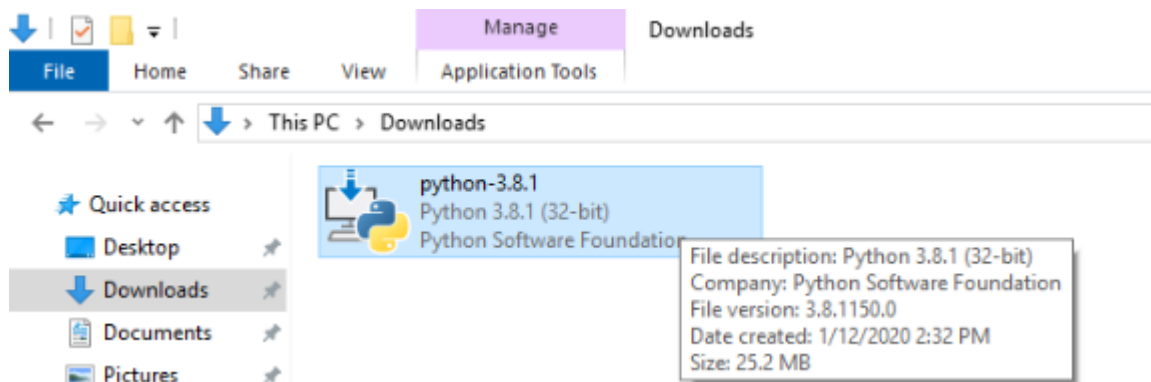 Manage
Downloads
File
Home
Share
View
Application Tools
This PC > Downloads
Quick access
Desktop
Downloads
Documents
Pictures
python-3.8.1
Python 3.8.1 (32-bit)
Python Software Foundation
File description: Python 3.8.1 (32-bit)
Company: Python Software Foundation
File version: 3.8.1150.0
Date created: 1/12/2020 2:32 PM
Size: 25.2 MB